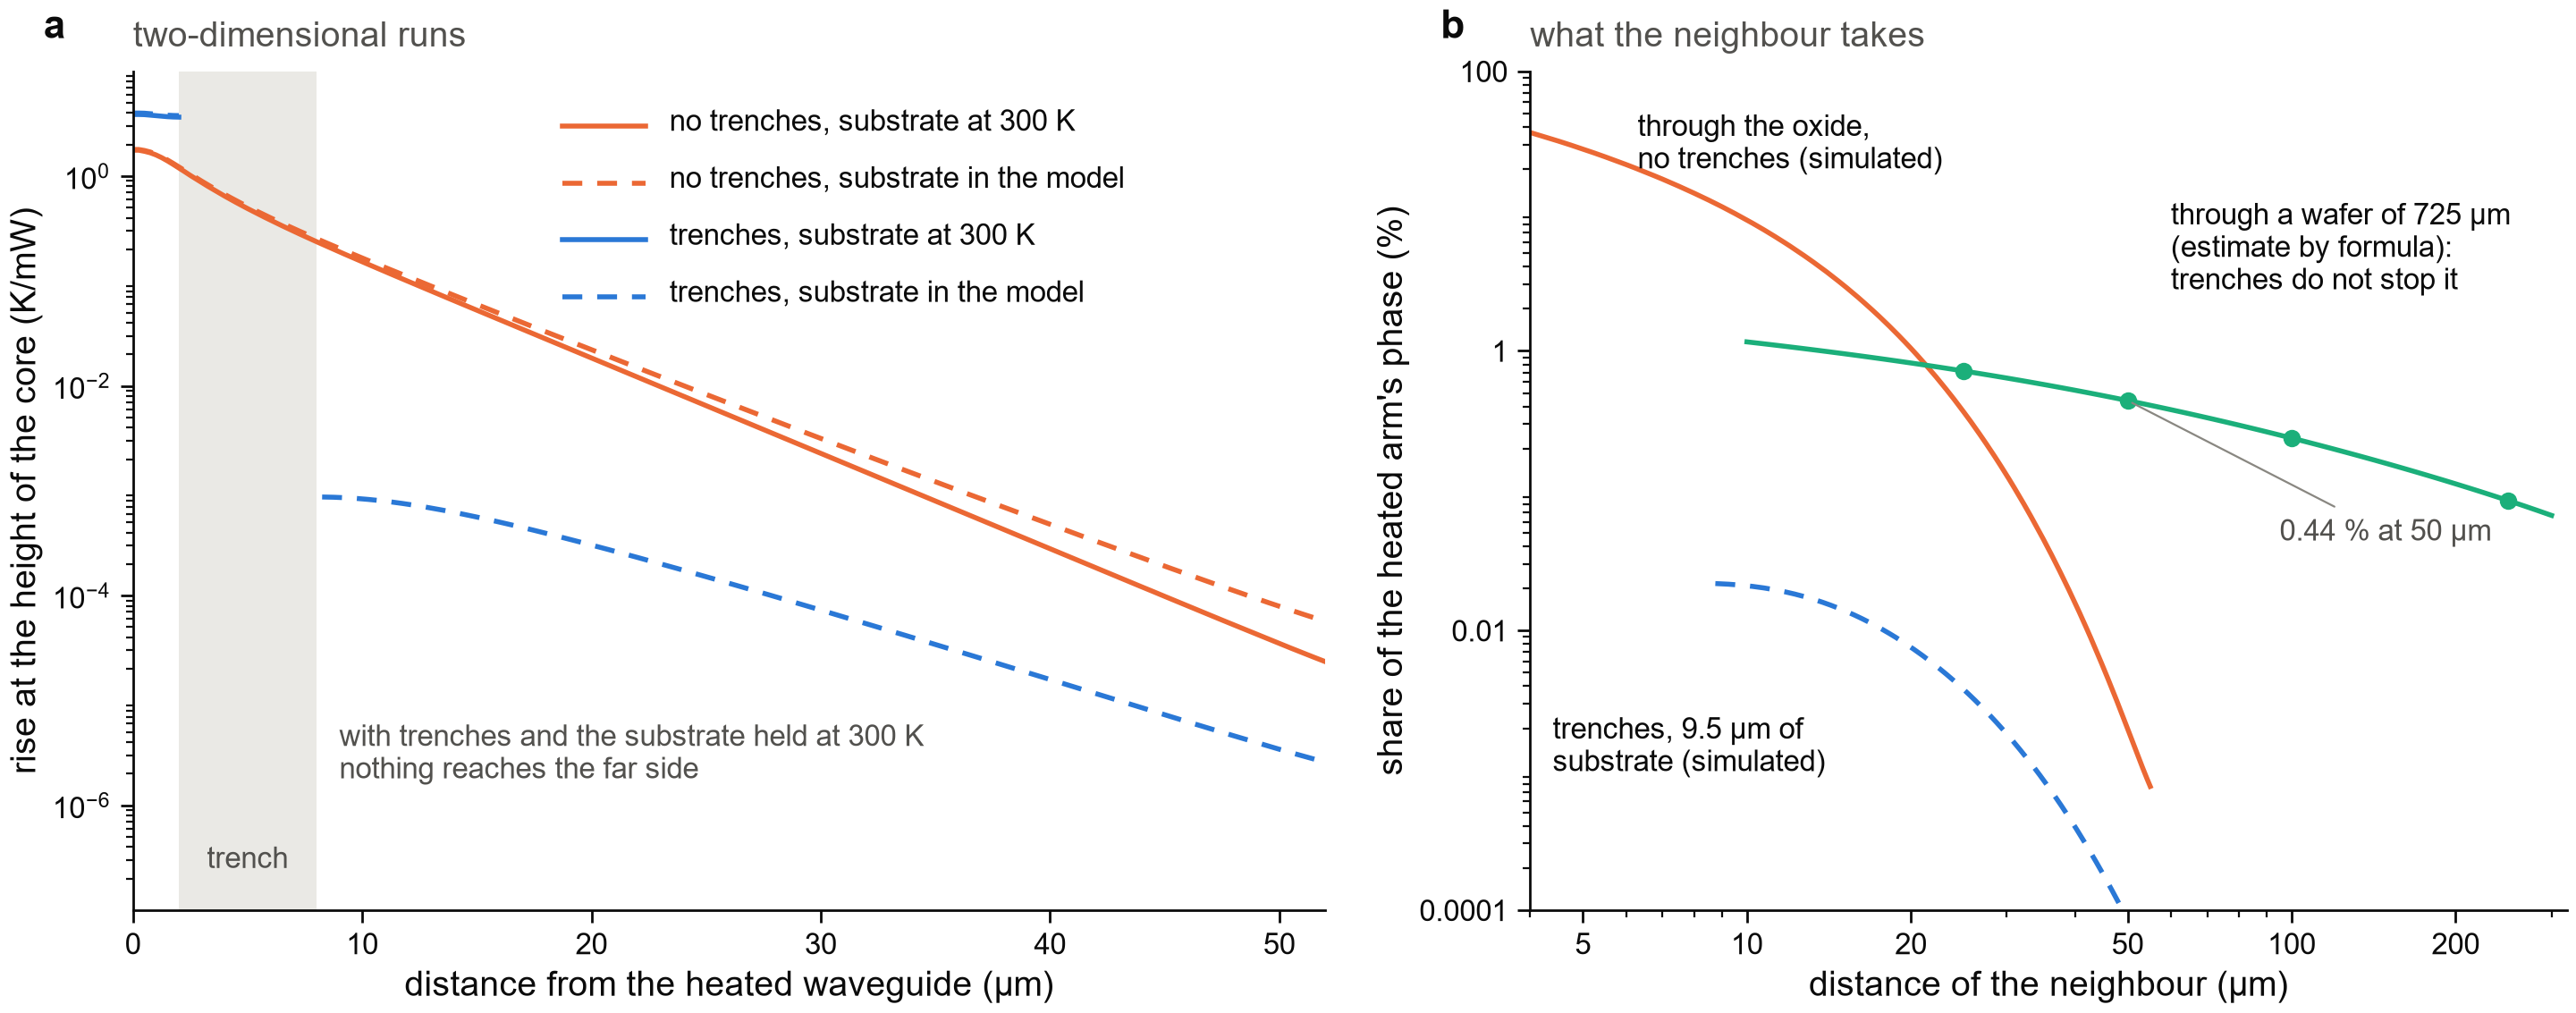 a
two-dimensional runs
rise at the height of the core (K/mW)
10⁰
10⁻²
10⁻⁴
10⁻⁶
no trenches, substrate at 300 K
no trenches, substrate in the model
trenches, substrate at 300 K
trenches, substrate in the model
with trenches and the substrate held at 300 K
nothing reaches the far side
trench
0 10 20 30 40 50
distance from the heated waveguide (µm)
b
what the neighbour takes
share of the heated arm's phase (%)
100
1
0.01
0.0001
through the oxide,
no trenches (simulated)
through a wafer of 725 µm
(estimate by formula):
trenches do not stop it
0.44 % at 50 µm
trenches, 9.5 µm of
substrate (simulated)
5 10 20 50 100 200
distance of the neighbour (µm)